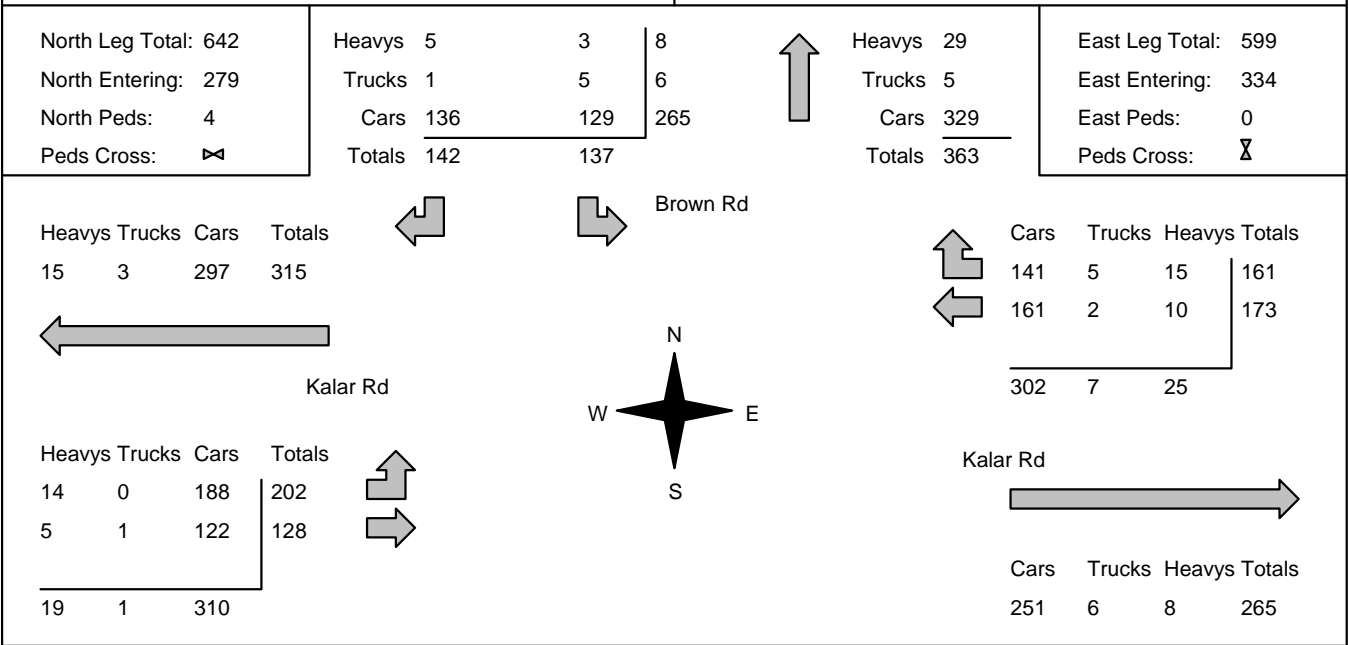 North Leg Total: 642
North Entering: 279
North Peds: 4
Peds Cross:
Heavys 5 3 8
Trucks 1 5 6
Cars 136 129 265
Totals 142 137
Heavys 29
Trucks 5
Cars 329
Totals 363
East Leg Total: 599
East Entering: 334
East Peds: 0
Peds Cross:
Brown Rd
Heavys Trucks Cars Totals
15 3 297 315
Cars Trucks Heavys Totals
141 5 15 161
161 2 10 173
302 7 25
Kalar Rd
N
W E
S
Heavys Trucks Cars Totals
14 0 188 202
5 1 122 128
19 1 310
Kalar Rd
Cars Trucks Heavys Totals
251 6 8 265